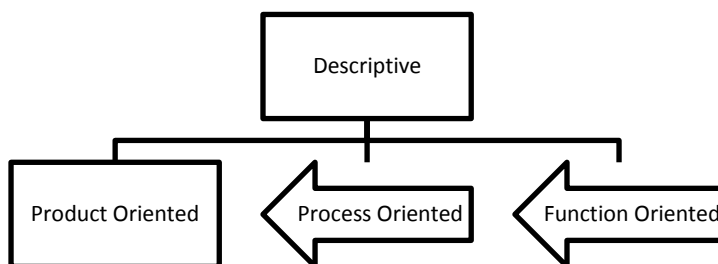 Descriptive
Product Oriented
Process Oriented
Function Oriented